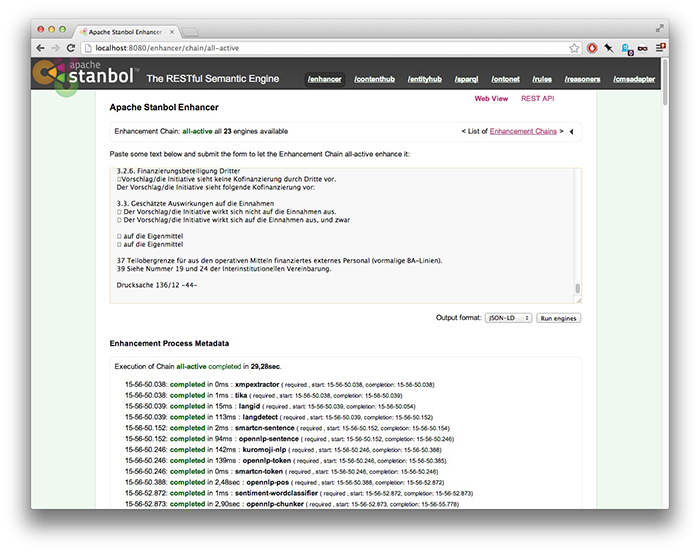 Apache Stanbol Enhancer
localhost:8080/enhancer/chain/all-active
apache
stanbol™ The RESTful Semantic Engine /enhancer /contenthub /entityhub /sparql /ontonet /rules /reasoners /cmsadapter
Web View REST API
Apache Stanbol Enhancer
Enhancement Chain: all-active all 23 engines available < List of Enhancement Chains >
Paste some text below and submit the form to let the Enhancement Chain all-active enhance it:
3.2.6. Finanzierungsbeteiligung Dritter
□Vorschlag/die Initiative sieht keine Kofinanzierung durch Dritte vor.
Der Vorschlag/die Initiative sieht folgende Kofinanzierung vor:
3.3. Geschätzte Auswirkungen auf die Einnahmen
□ Der Vorschlag/die Initiative wirkt sich nicht auf die Einnahmen aus.
□ Der Vorschlag/die Initiative wirkt sich auf die Einnahmen aus, und zwar
□ auf die Eigenmittel
□ auf die Eigenmittel
37 Teilobergrenze für aus den operativen Mitteln finanziertes externes Personal (vormalige BA-Linien).
39 Siehe Nummer 19 und 24 der Interinstitutionellen Vereinbarung.
Drucksache 136/12 -44-
Output format: JSON-LD Run engines
Enhancement Process Metadata
Execution of Chain all-active completed in 29,28sec.
15-56-50.038: completed in 0ms : xmpextractor ( required , start: 15-56-50.038, completion: 15-56-50.038)
15-56-50.038: completed in 1ms : tika ( required , start: 15-56-50.038, completion: 15-56-50.039)
15-56-50.039: completed in 15ms : langid ( required , start: 15-56-50.039, completion: 15-56-50.054)
15-56-50.039: completed in 113ms : langdetect ( required , start: 15-56-50.039, completion: 15-56-50.152)
15-56-50.152: completed in 2ms : smartcn-sentence ( required , start: 15-56-50.152, completion: 15-56-50.154)
15-56-50.152: completed in 94ms : opennlp-sentence ( required , start: 15-56-50.152, completion: 15-56-50.246)
15-56-50.246: completed in 142ms : kuromoji-nlp ( required , start: 15-56-50.246, completion: 15-56-50.388)
15-56-50.246: completed in 139ms : opennlp-token ( required , start: 15-56-50.246, completion: 15-56-50.385)
15-56-50.246: completed in 0ms : smartcn-token ( required , start: 15-56-50.246, completion: 15-56-50.246)
15-56-50.388: completed in 2,48sec : opennlp-pos ( required , start: 15-56-50.388, completion: 15-56-52.872)
15-56-52.872: completed in 1ms : sentiment-wordclassifier ( required , start: 15-56-52.872, completion: 15-56-52.873)
15-56-52.873: completed in 2,90sec : opennlp-chunker ( required , start: 15-56-52.873, completion: 15-56-55.778)